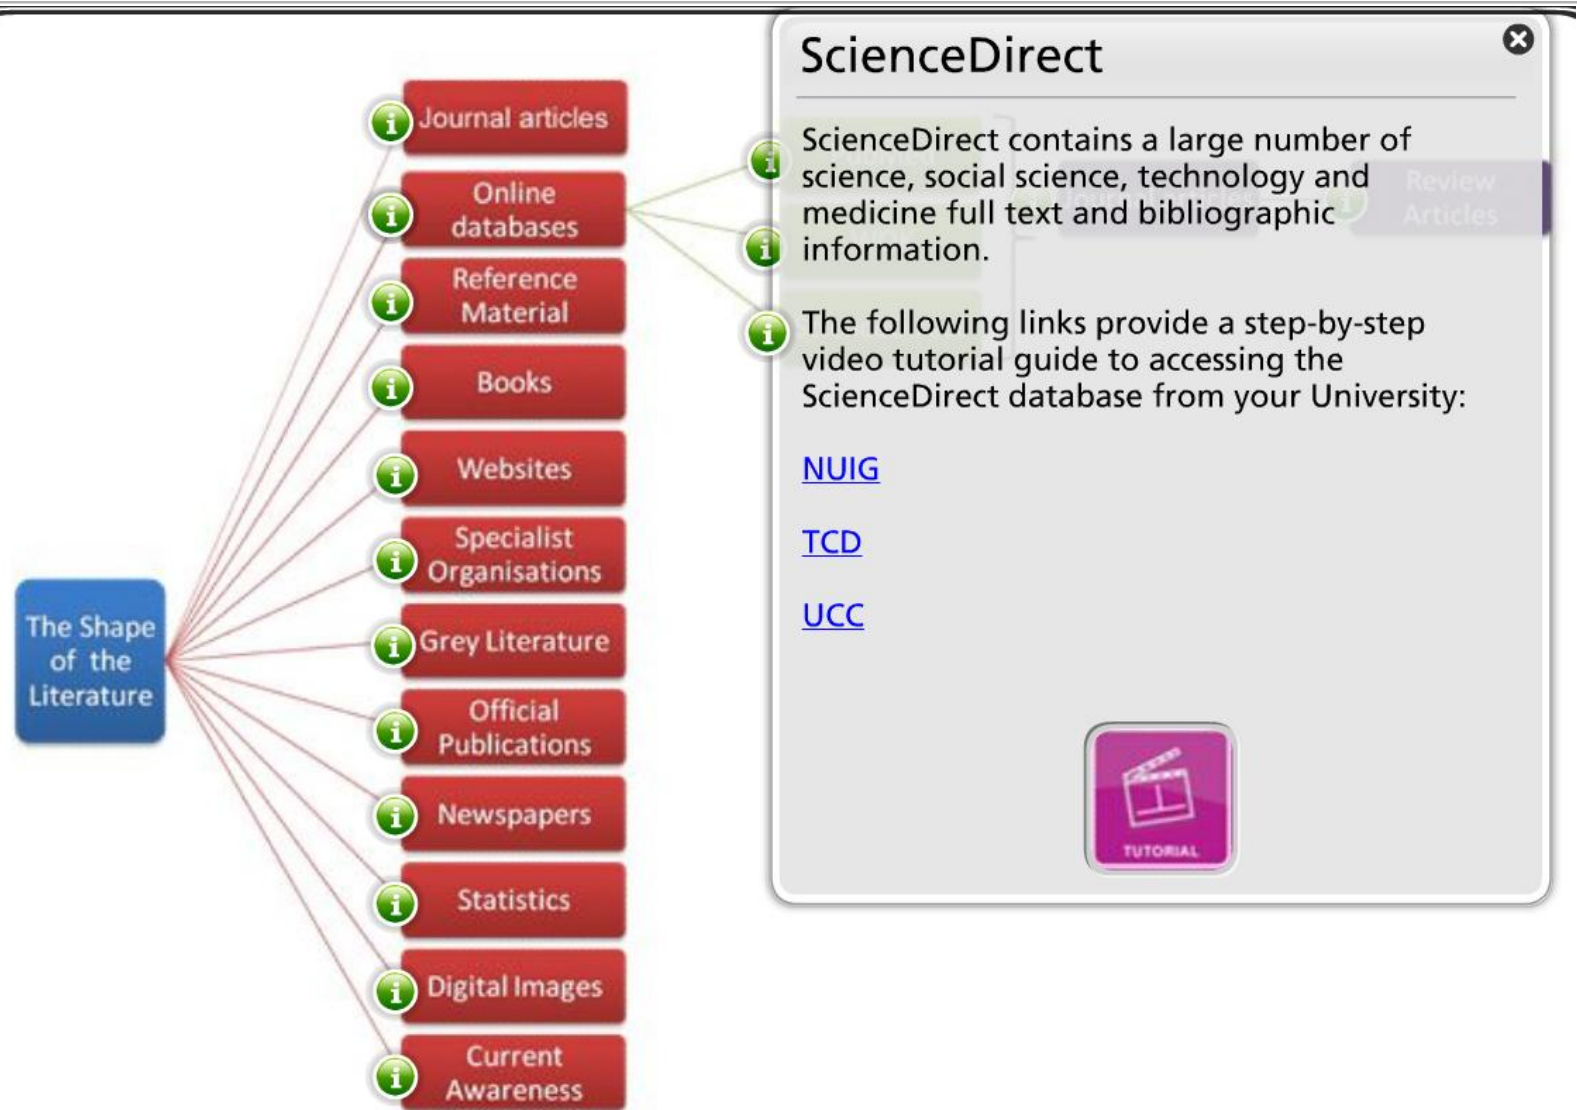 The Shape
of the
Literature
Journal articles
Online
databases
Reference
Material
Books
Websites
Specialist
Organisations
Grey Literature
Official
Publications
Newspapers
Statistics
Digital Images
Current
Awareness
ScienceDirect
ScienceDirect contains a large number of
science, social science, technology and
medicine full text and bibliographic
information.
The following links provide a step-by-step
video tutorial guide to accessing the
ScienceDirect database from your University:
NUIG
TCD
UCC
TUTORIAL
Review
Articles